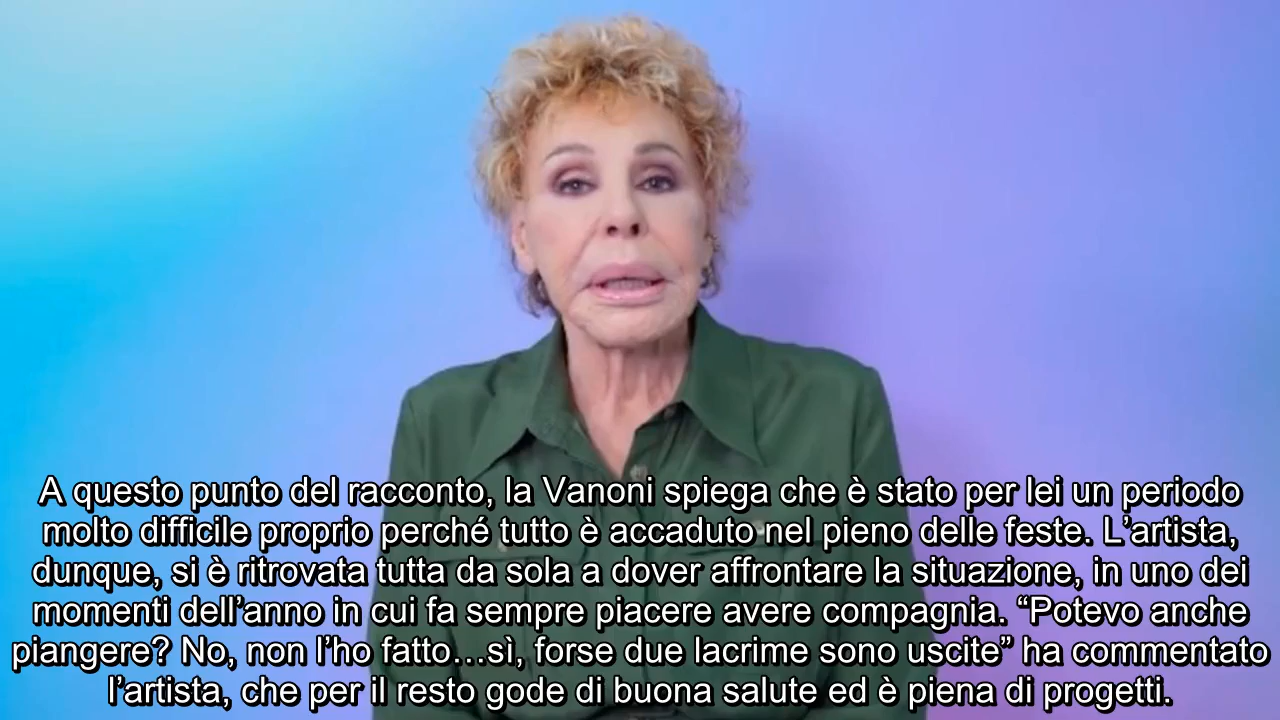 A questo punto del racconto, la Vanoni spiega che è stato per lei un periodo
molto difficile proprio perché tutto è accaduto nel pieno delle feste. L’artista,
dunque, si è ritrovata tutta da sola a dover affrontare la situazione, in uno dei
momenti dell’anno in cui fa sempre piacere avere compagnia. “Potevo anche
piangere? No, non l’ho fatto…sì, forse due lacrime sono uscite” ha commentato
l’artista, che per il resto gode di buona salute ed è piena di progetti.